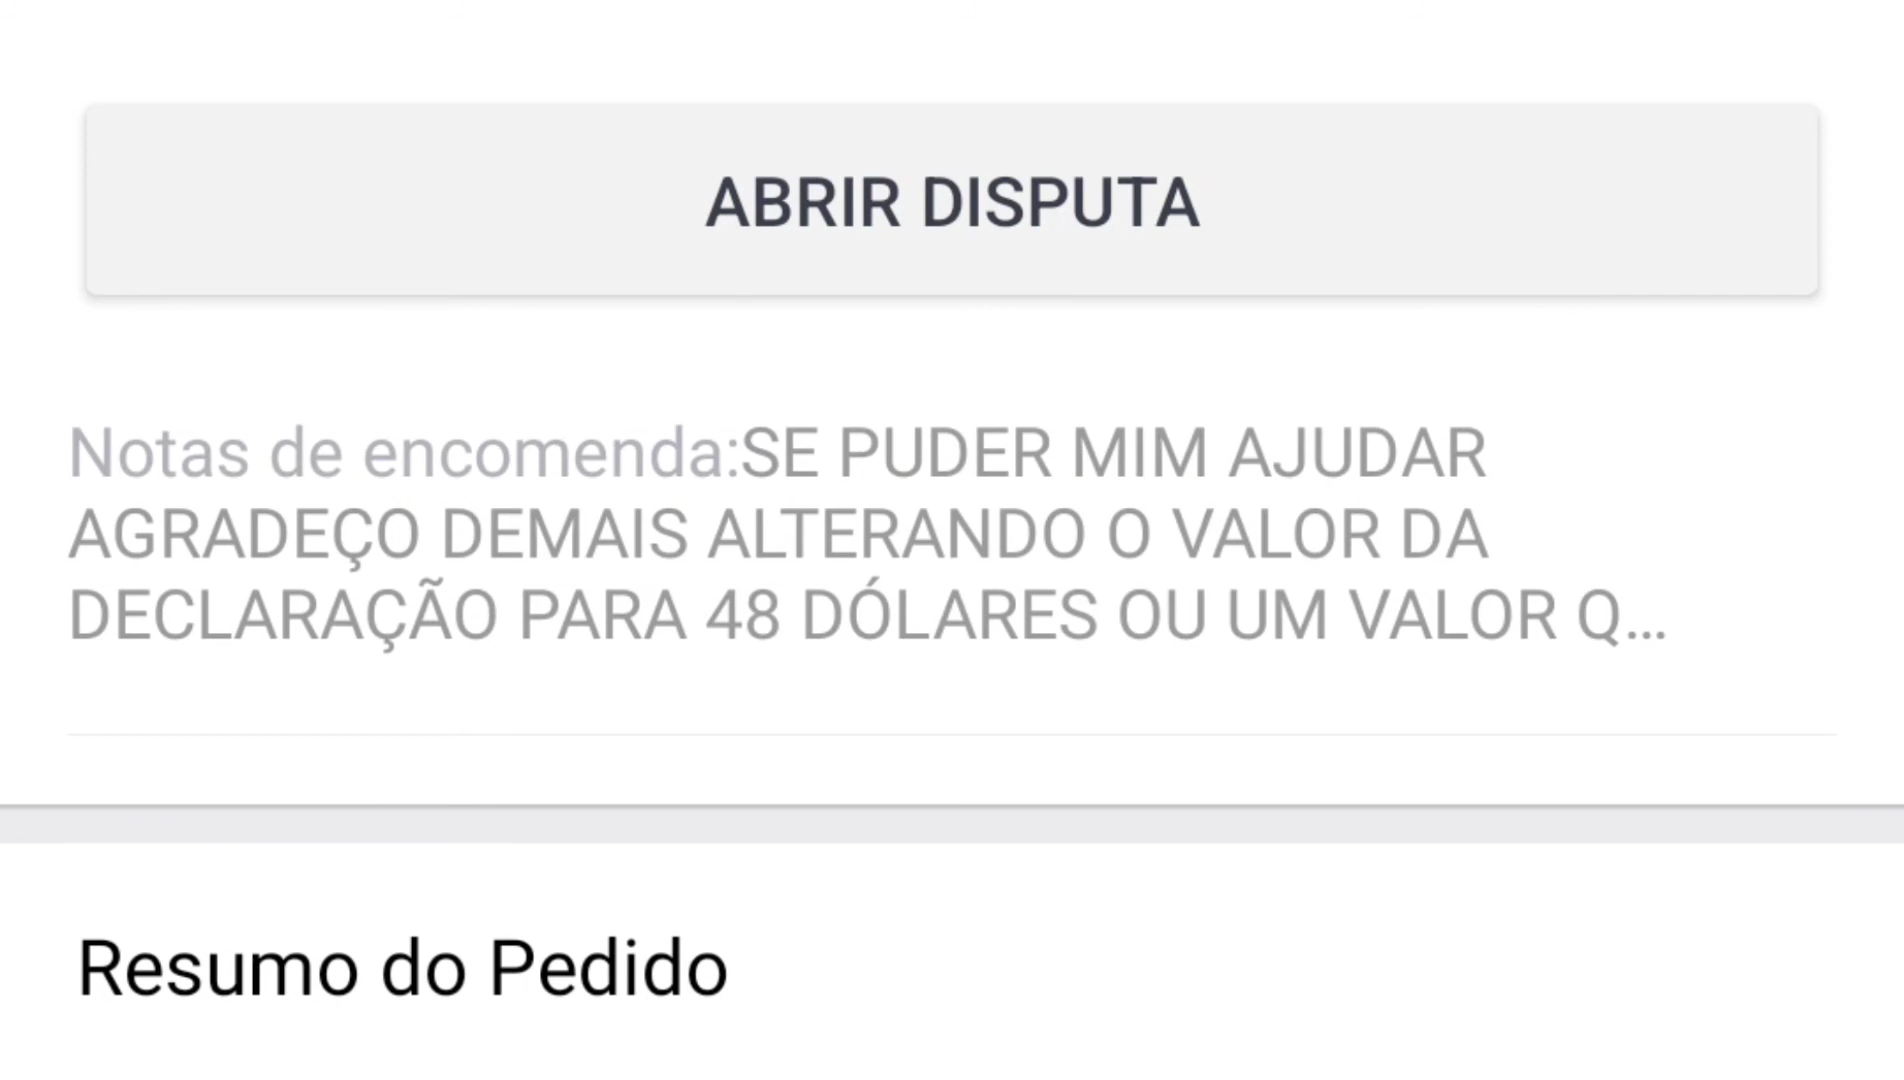 ABRIR DISPUTA
Notas de encomenda:SE PUDER MIM AJUDAR
AGRADEÇO DEMAIS ALTERANDO O VALOR DA
DECLARAÇÃO PARA 48 DÓLARES OU UM VALOR Q...
Resumo do Pedido